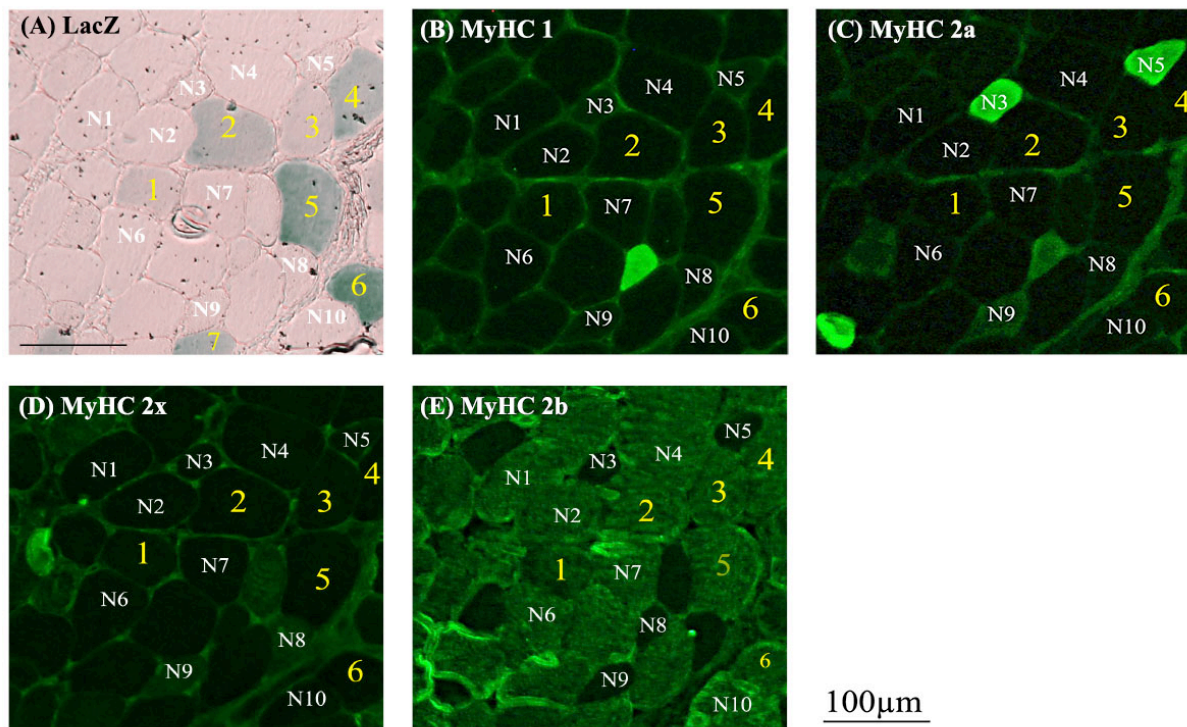 (A) LacZ
N4
N5
N3
4
N1
N2
2
3
1
N7
5
N6
N8
6
N9
N10
7
(B) MyHC 1
N4
N5
N3
4
N1
3
N2
2
1
N7
5
N6
N8
6
N9
N10
(C) MyHC 2a
N5
N4
N3
4
N1
3
N2
2
1
N7
5
N6
N8
6
N9
N10
(D) MyHC 2x
N5
N4
N3
N1
4
2
3
N2
1
N7
5
N6
N8
N9
6
N10
(E) MyHC 2b
N5
N4
N3
4
N1
3
2
N2
1
N7
5
N6
N8
6
N9
N10
100μm